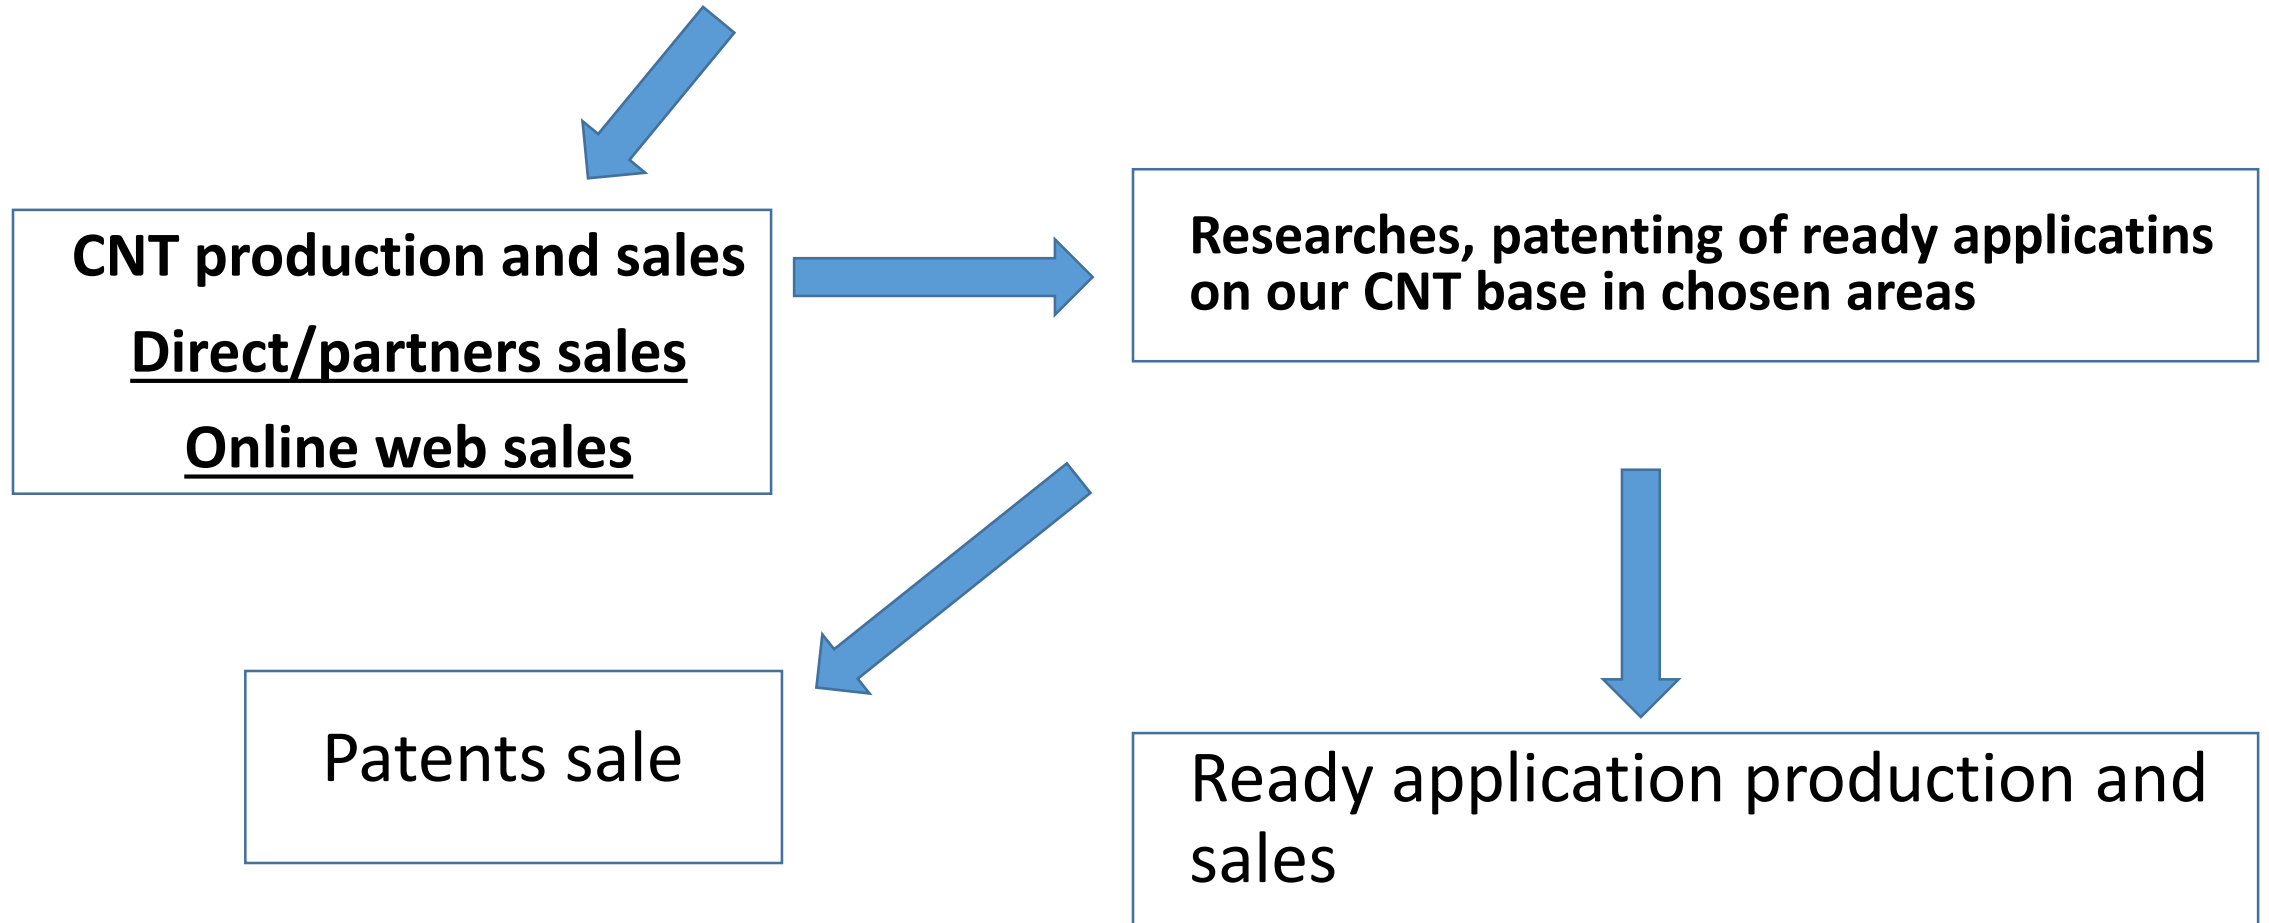 CNT production and sales
Direct/partners sales
Online web sales
Researches, patenting of ready applicatins
on our CNT base in chosen areas
Patents sale
Ready application production and
sales